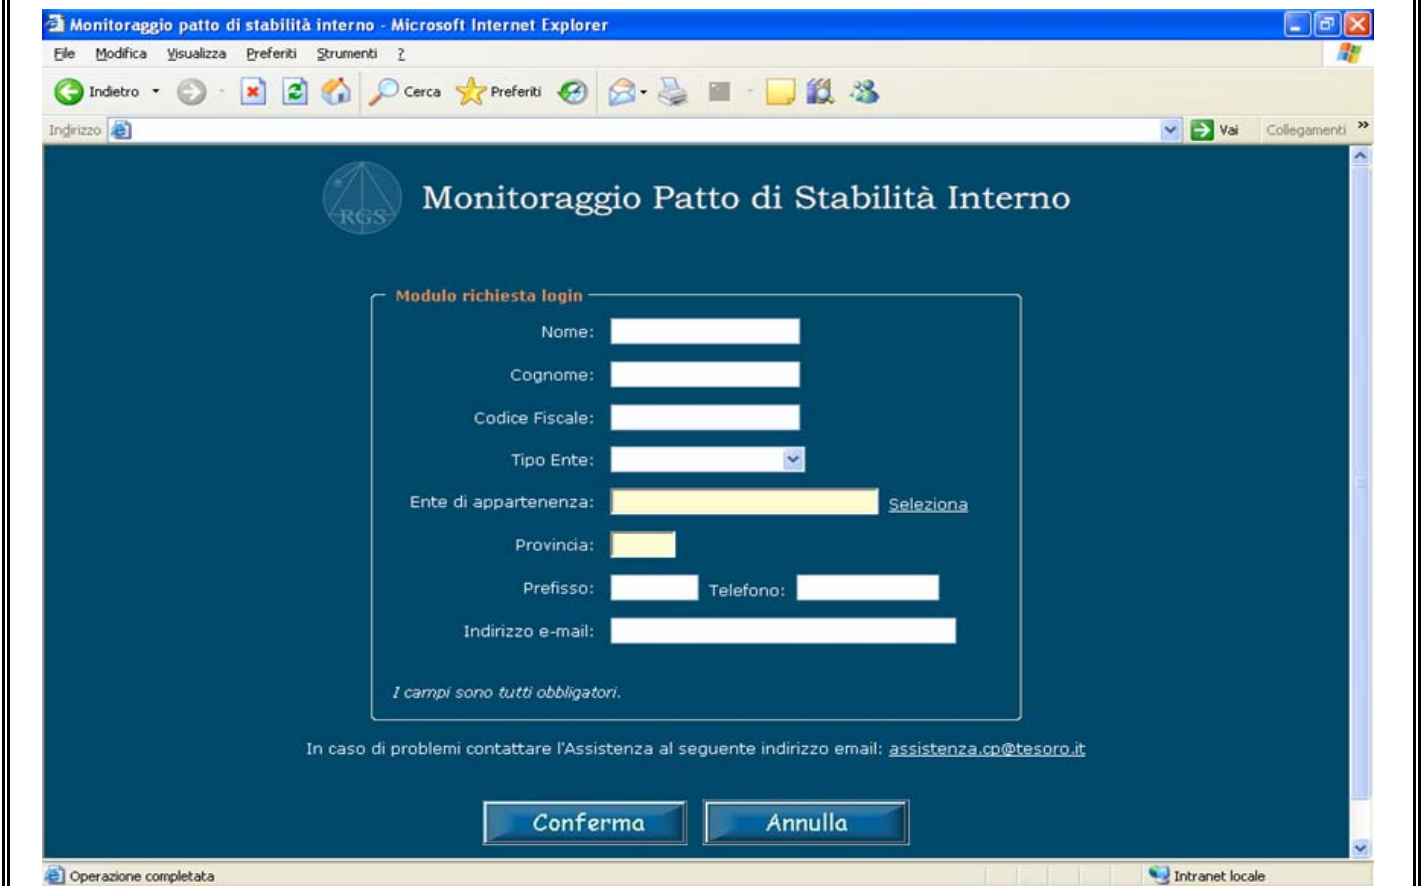 Monitoraggio patto di stabilità interno - Microsoft Internet Explorer
File Modifica Visualizza Preferiti Strumenti ?
Indietro Cerca Preferiti
Indirizzo Vai Collegamenti »
RGS Monitoraggio Patto di Stabilità Interno
Modulo richiesta login
Nome:
Cognome:
Codice Fiscale:
Tipo Ente:
Ente di appartenenza: Seleziona
Provincia:
Prefisso: Telefono:
Indirizzo e-mail:
I campi sono tutti obbligatori.
In caso di problemi contattare l'Assistenza al seguente indirizzo email: assistenza.cp@tesoro.it
Conferma Annulla
Operazione completata Intranet locale